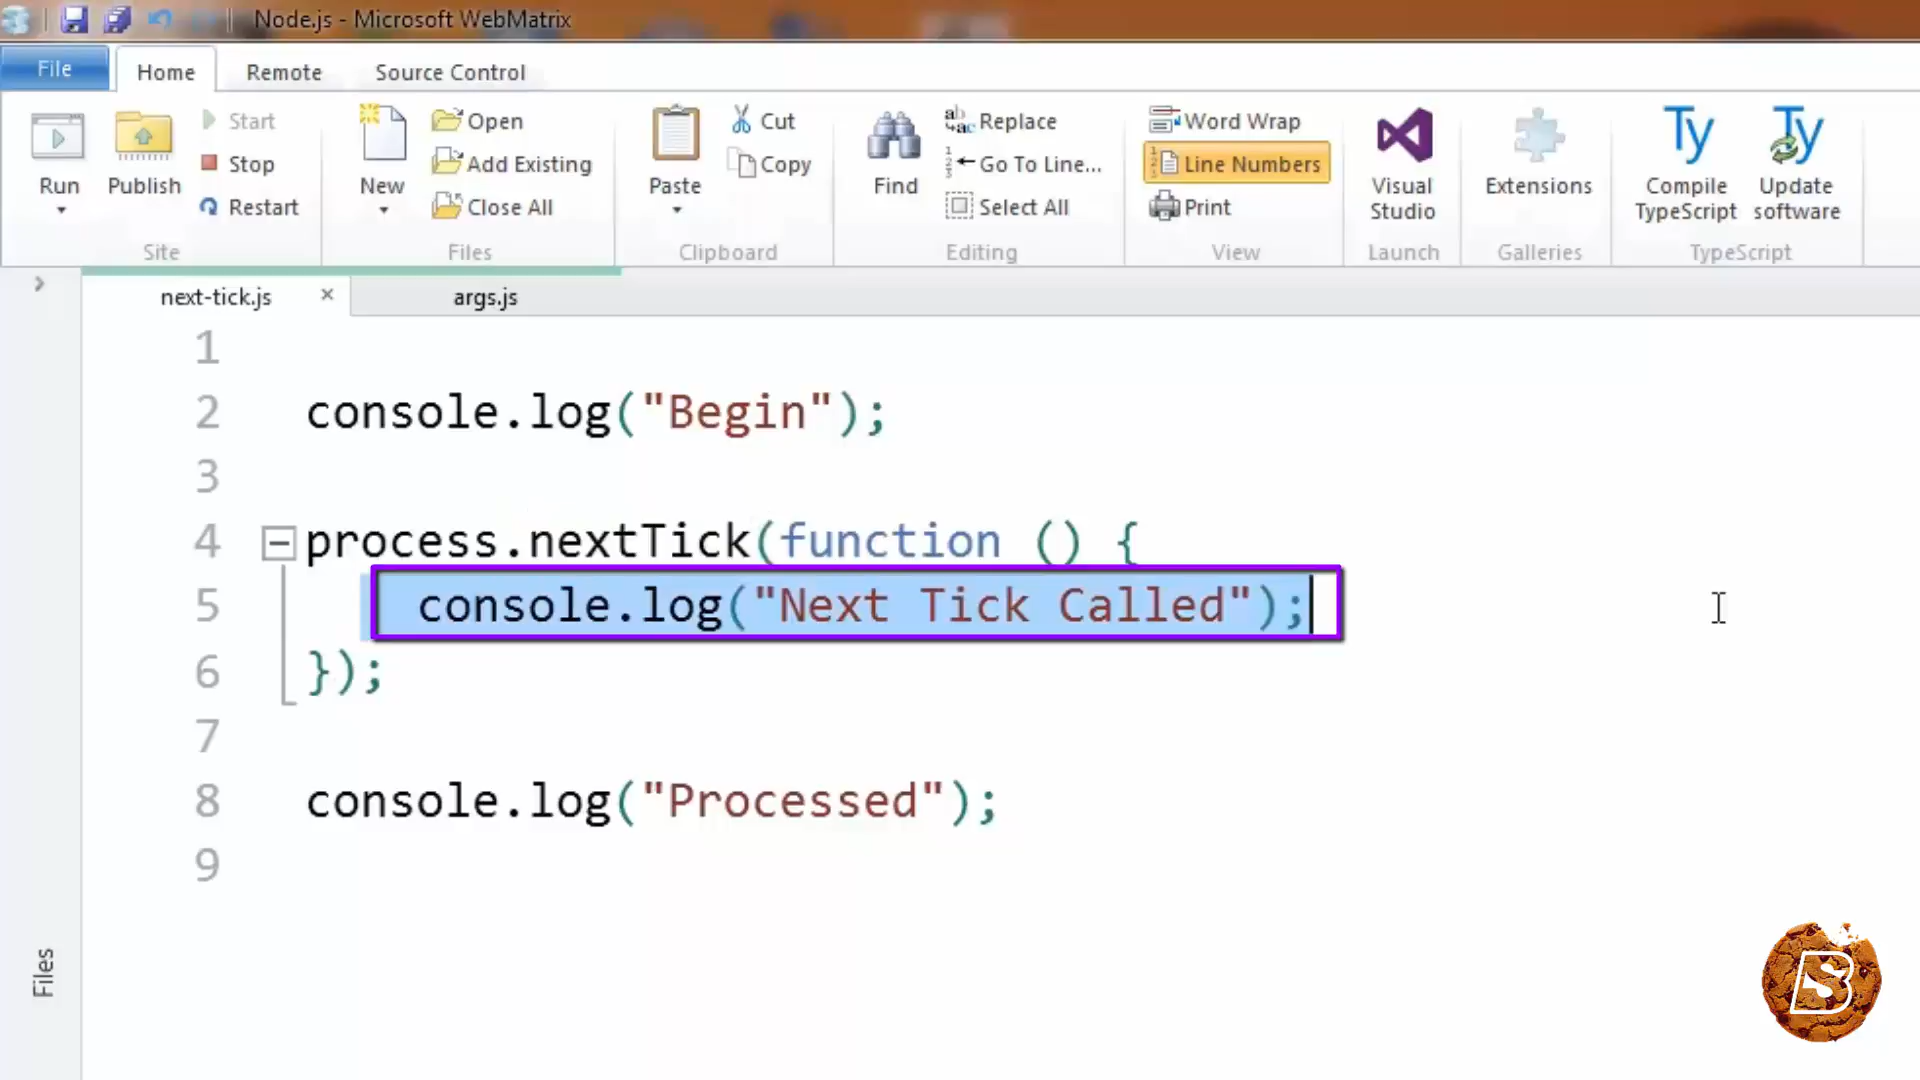 Node.js - Microsoft WebMatrix
File Home Remote Source Control
Run
Publish
Start
Stop
Restart
Site
New
Open
Add Existing
Close All
Files
Paste
Cut
Copy
Clipboard
Find
Replace
Go To Line...
Select All
Editing
Word Wrap
Line Numbers
Print
View
Visual
Studio
Launch
Extensions
Galleries
Compile
TypeScript
Update
software
TypeScript
next-tick.js args.js
1
2 console.log("Begin");
3
4 process.nextTick(function () {
5 console.log("Next Tick Called");
6 });
7
8 console.log("Processed");
9
Files